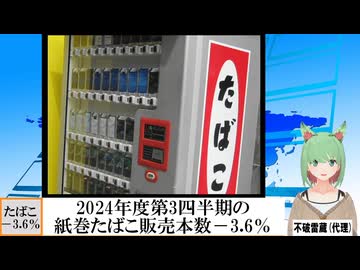 たばこ
2024年度第3四半期の
紙巻たばこ販売本数－3.6％
たばこ
－3.6％
不破雷蔵(代理)